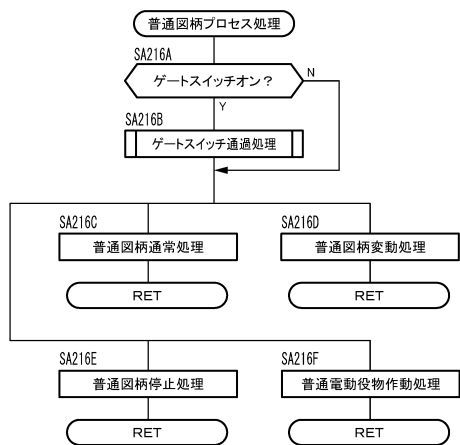 普通図柄プロセス処理
SA216A
ゲートスイッチオン？
N
Y
SA216B
ゲートスイッチ通過処理
SA216C
普通図柄通常処理
RET
SA216D
普通図柄変動処理
RET
SA216E
普通図柄停止処理
RET
SA216F
普通電動役物作動処理
RET